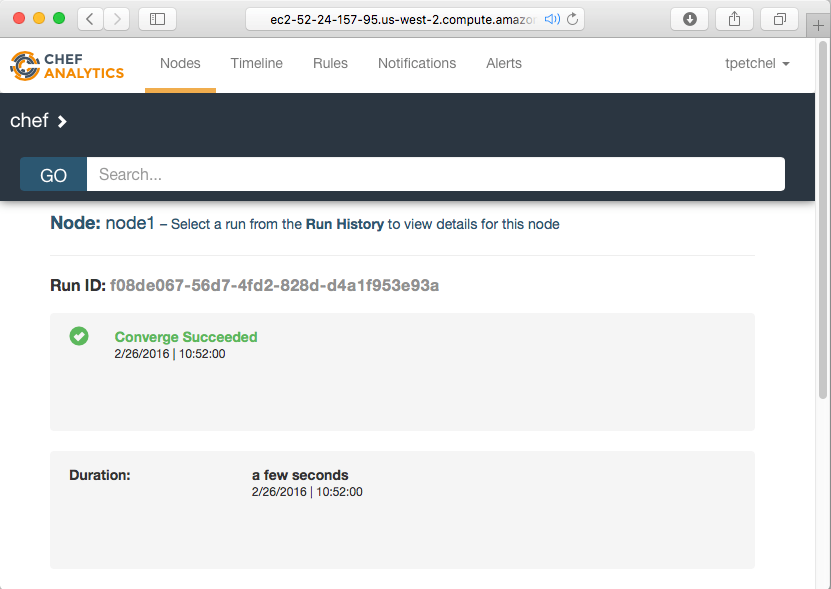 ec2-52-24-157-95.us-west-2.compute.amazo
CHEF
ANALYTICS
Nodes Timeline Rules Notifications Alerts tpetchel
chef
GO Search...
Node: node1 – Select a run from the Run History to view details for this node
Run ID: f08de067-56d7-4fd2-828d-d4a1f953e93a
Converge Succeeded
2/26/2016 | 10:52:00
Duration: a few seconds
2/26/2016 | 10:52:00